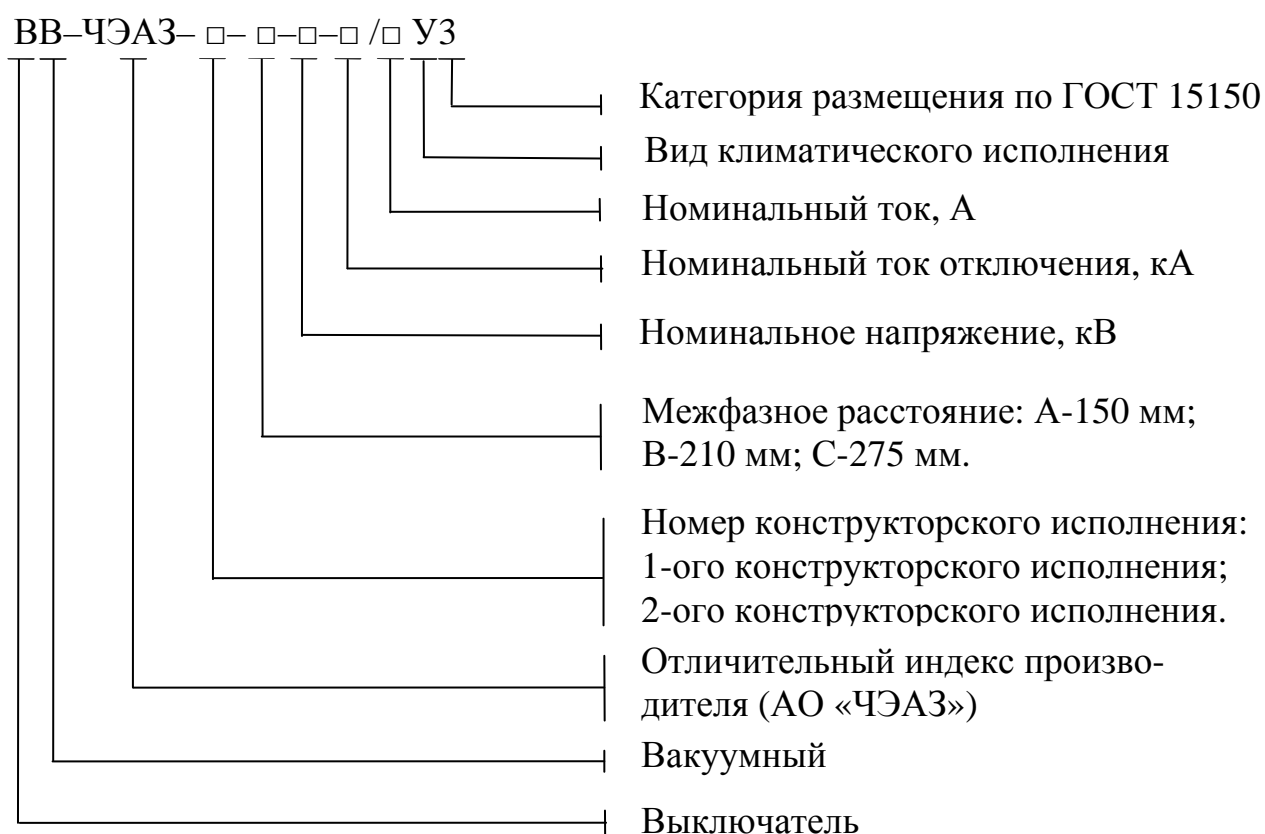 ВВ–ЧЭАЗ– □– □–□–□ /□ У3
Категория размещения по ГОСТ 15150
Вид климатического исполнения
Номинальный ток, А
Номинальный ток отключения, кА
Номинальное напряжение, кВ
Межфазное расстояние: А-150 мм;
В-210 мм; С-275 мм.
Номер конструкторского исполнения:
1-ого конструкторского исполнения;
2-ого конструкторского исполнения.
Отличительный индекс произво-
дителя (АО «ЧЭАЗ»)
Вакуумный
Выключатель